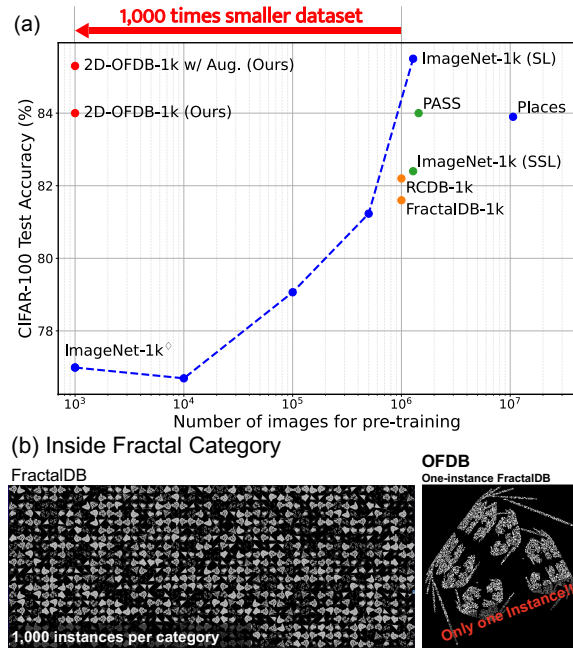 (a)
1,000 times smaller dataset
2D-OFDB-1k w/ Aug. (Ours)
ImageNet-1k (SL)
2D-OFDB-1k (Ours)
PASS
Places
ImageNet-1k (SSL)
RCDB-1k
FractalDB-1k
ImageNet-1k◇
84
82
80
78
CIFAR-100 Test Accuracy (%)
10³ 10⁴ 10⁵ 10⁶ 10⁷
Number of images for pre-training
(b) Inside Fractal Category
FractalDB
OFDB
One-instance FractalDB
1,000 instances per category
Only one Instance!!